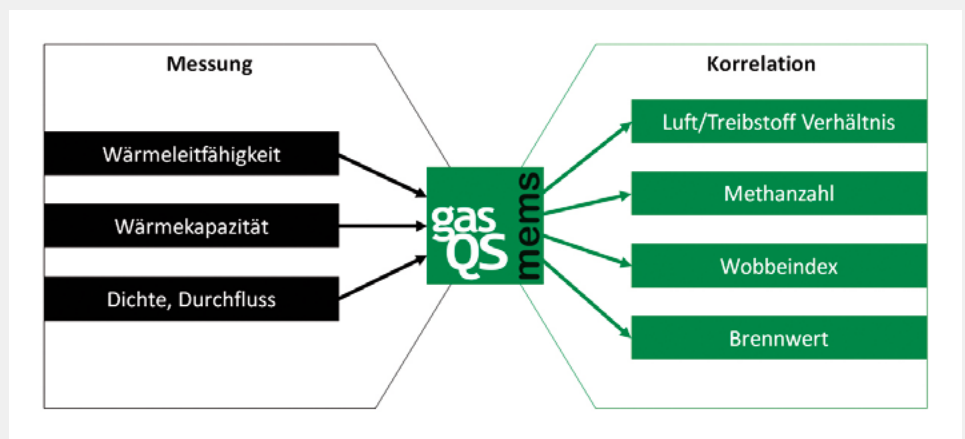 Messung
Wärmeleitfähigkeit
Wärmekapazität
Dichte, Durchfluss
gas
QS
mems
Korrelation
Luft/Treibstoff Verhältnis
Methanzahl
Wobbeindex
Brennwert